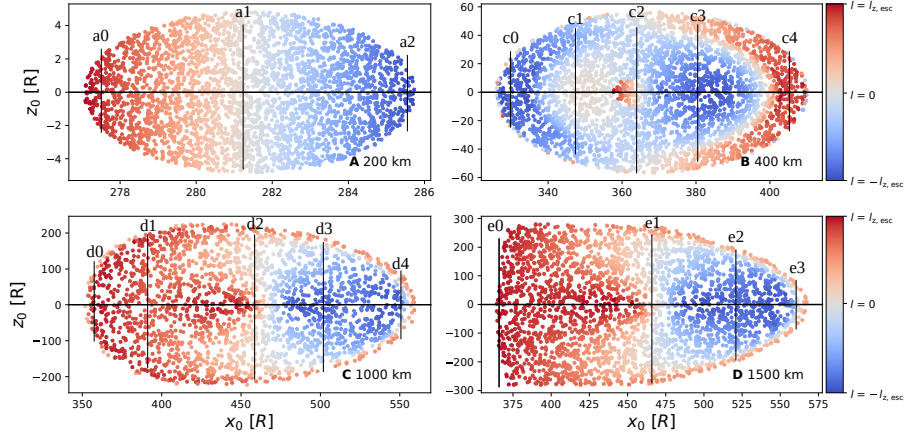 a0 a1 a2
z₀ [R]
4
2
0
−2
−4
A 200 km
278 280 282 284 286
c0 c1 c2 c3 c4
60
40
20
0
−20
−40
−60
B 400 km
340 360 380 400
l = l_z, esc
l = 0
l = −l_z, esc
d0 d1 d2 d3 d4
z₀ [R]
200
100
0
−100
−200
C 1000 km
350 400 450 500 550
x₀ [R]
e0 e1 e2 e3
300
200
100
0
−100
−200
−300
D 1500 km
375 400 425 450 475 500 525 550 575
x₀ [R]
l = l_z, esc
l = 0
l = −l_z, esc